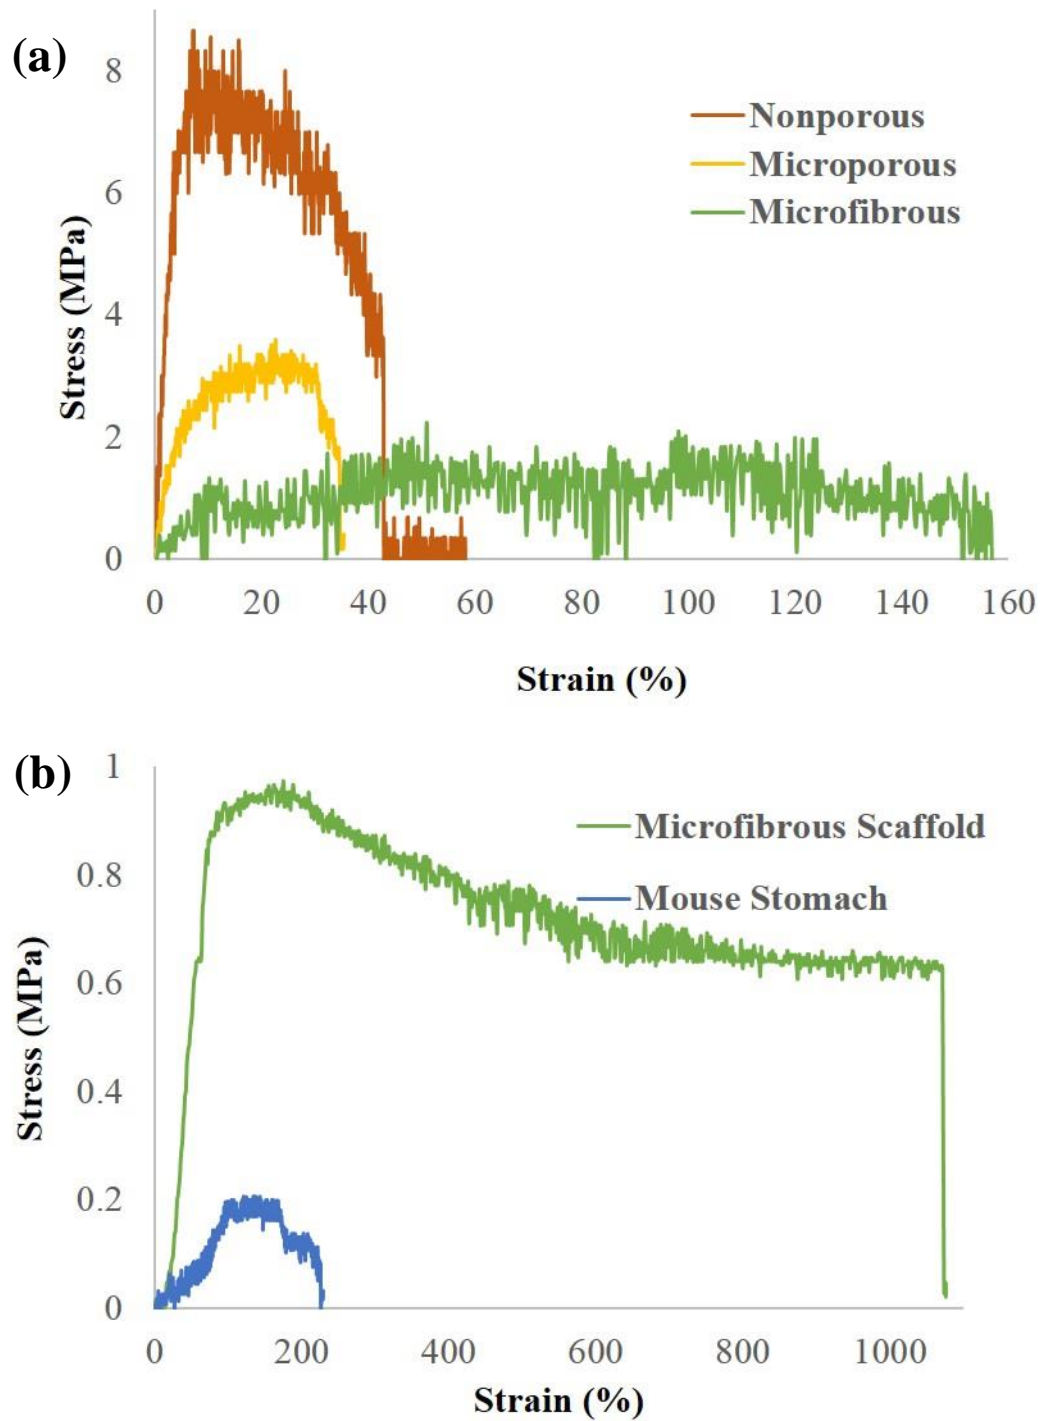 (a)
8
6
4
2
0
Stress (MPa)
Nonporous
Microporous
Microfibrous
0 20 40 60 80 100 120 140 160
Strain (%)
(b)
1
0.8
0.6
0.4
0.2
0
Stress (MPa)
Microfibrous Scaffold
Mouse Stomach
0 200 400 600 800 1000
Strain (%)